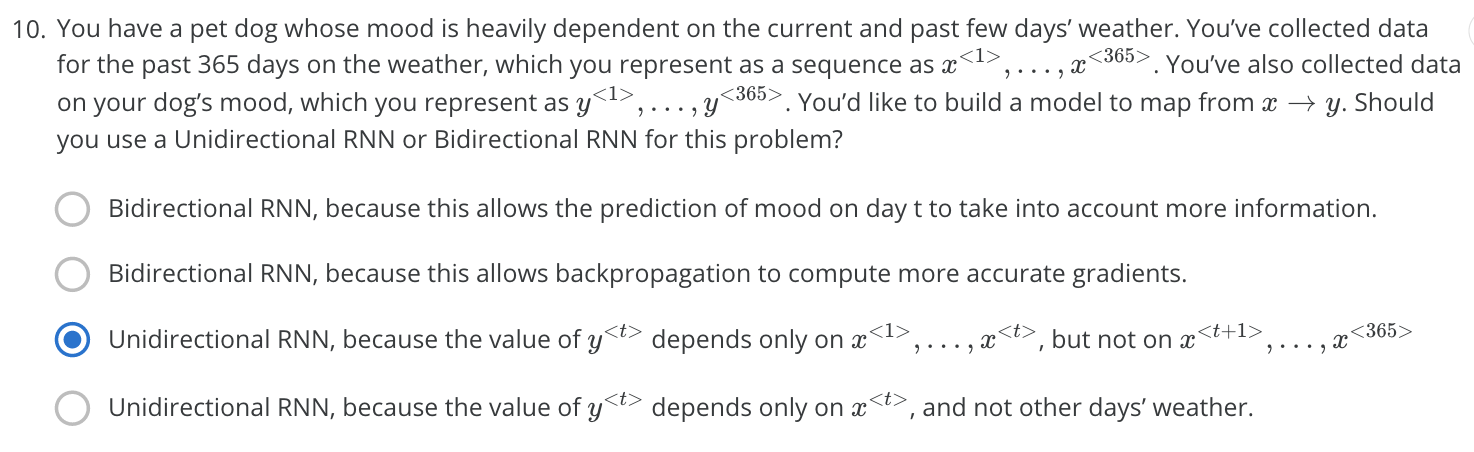 10. You have a pet dog whose mood is heavily dependent on the current and past few days’ weather. You’ve collected data
for the past 365 days on the weather, which you represent as a sequence as x<1>, . . . , x<365>. You’ve also collected data
on your dog’s mood, which you represent as y<1>, . . . , y<365>. You’d like to build a model to map from x → y. Should
you use a Unidirectional RNN or Bidirectional RNN for this problem?
Bidirectional RNN, because this allows the prediction of mood on day t to take into account more information.
Bidirectional RNN, because this allows backpropagation to compute more accurate gradients.
Unidirectional RNN, because the value of y<t> depends only on x<1>, . . . , x<t>, but not on x<t+1>, . . . , x<365>
Unidirectional RNN, because the value of y<t> depends only on x<t>, and not other days’ weather.